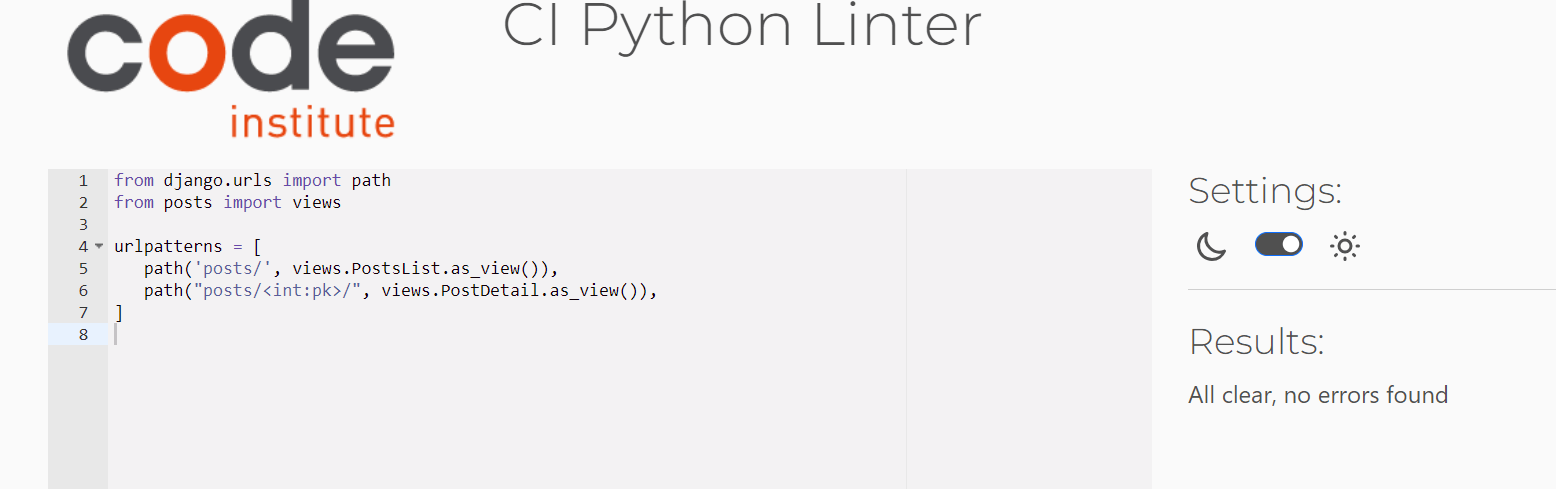 code
institute
CI Python Linter
1 from django.urls import path
2 from posts import views
3
4 urlpatterns = [
5    path('posts/', views.PostsList.as_view()),
6    path("posts/<int:pk>/", views.PostDetail.as_view()),
7 ]
8
Settings:
Results:
All clear, no errors found